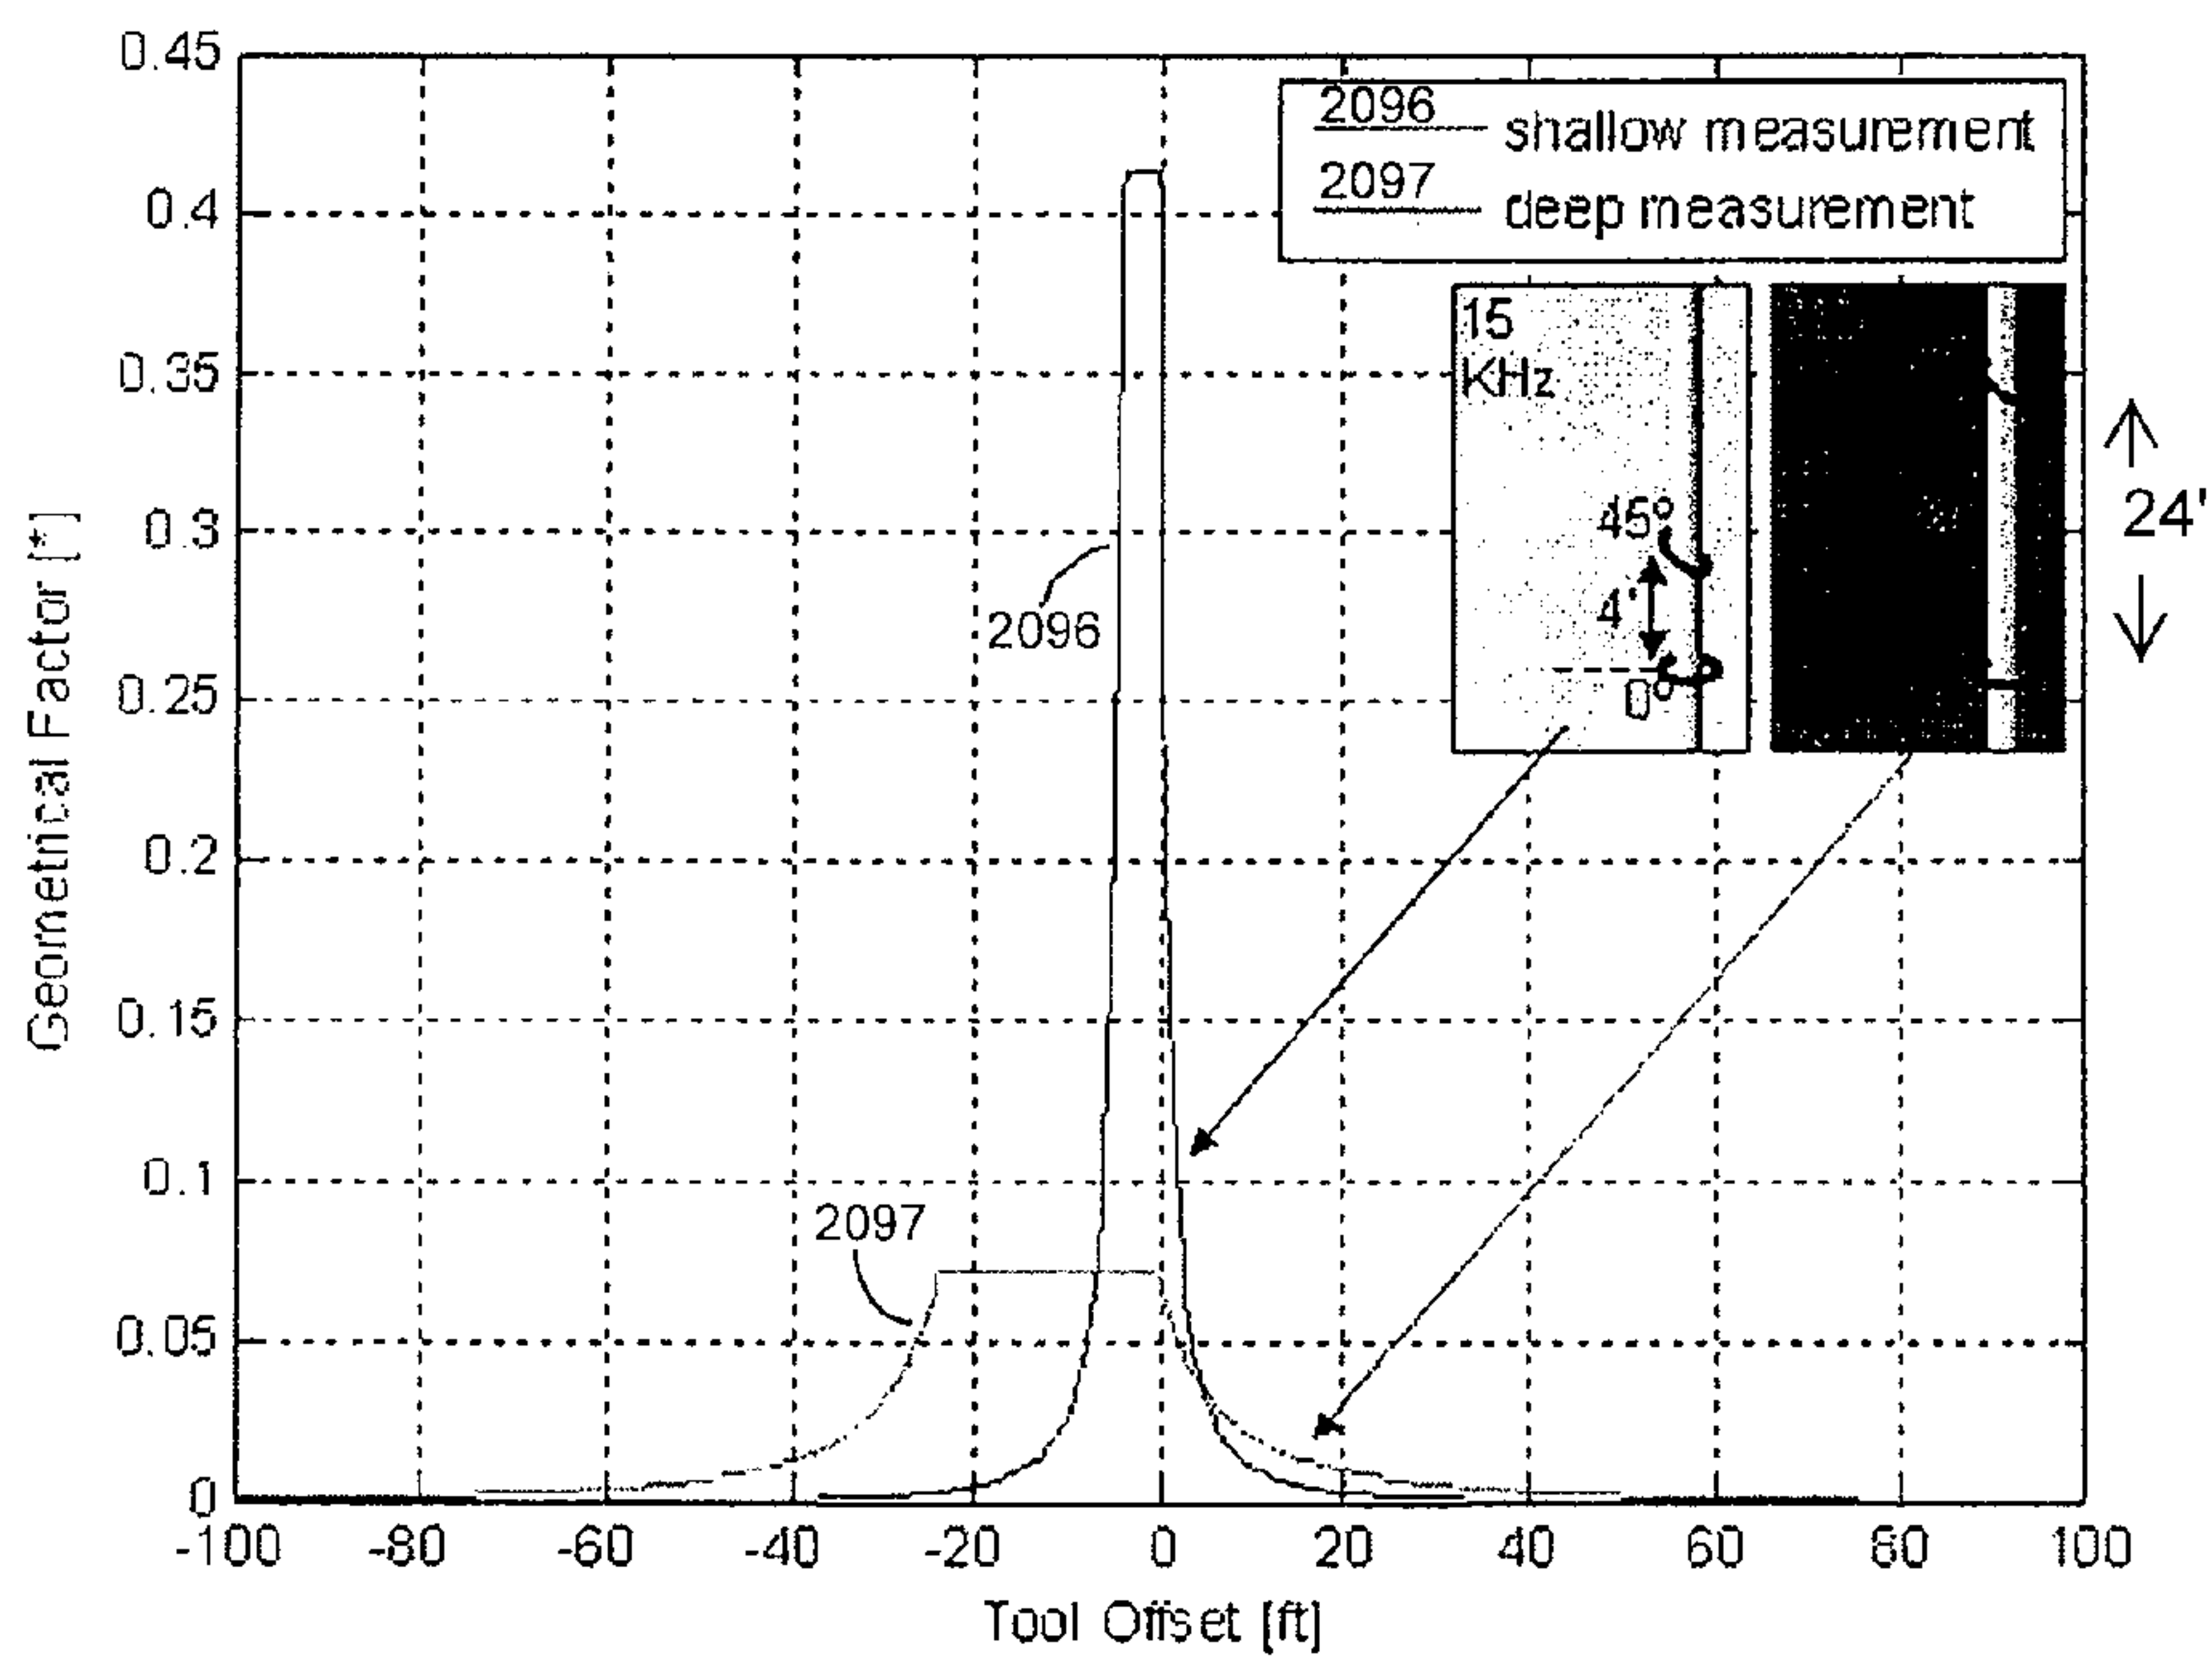 0.45
0.4
0.35
0.3
0.25
0.2
0.15
0.1
0.05
0
Geometrical Factor [*]
2096 shallow measurement
2097 deep measurement
15
KHz
45°
4'
0°
24'
2096
2097
-100 -80 -60 -40 -20 0 20 40 60 80 100
Tool Offset [ft]